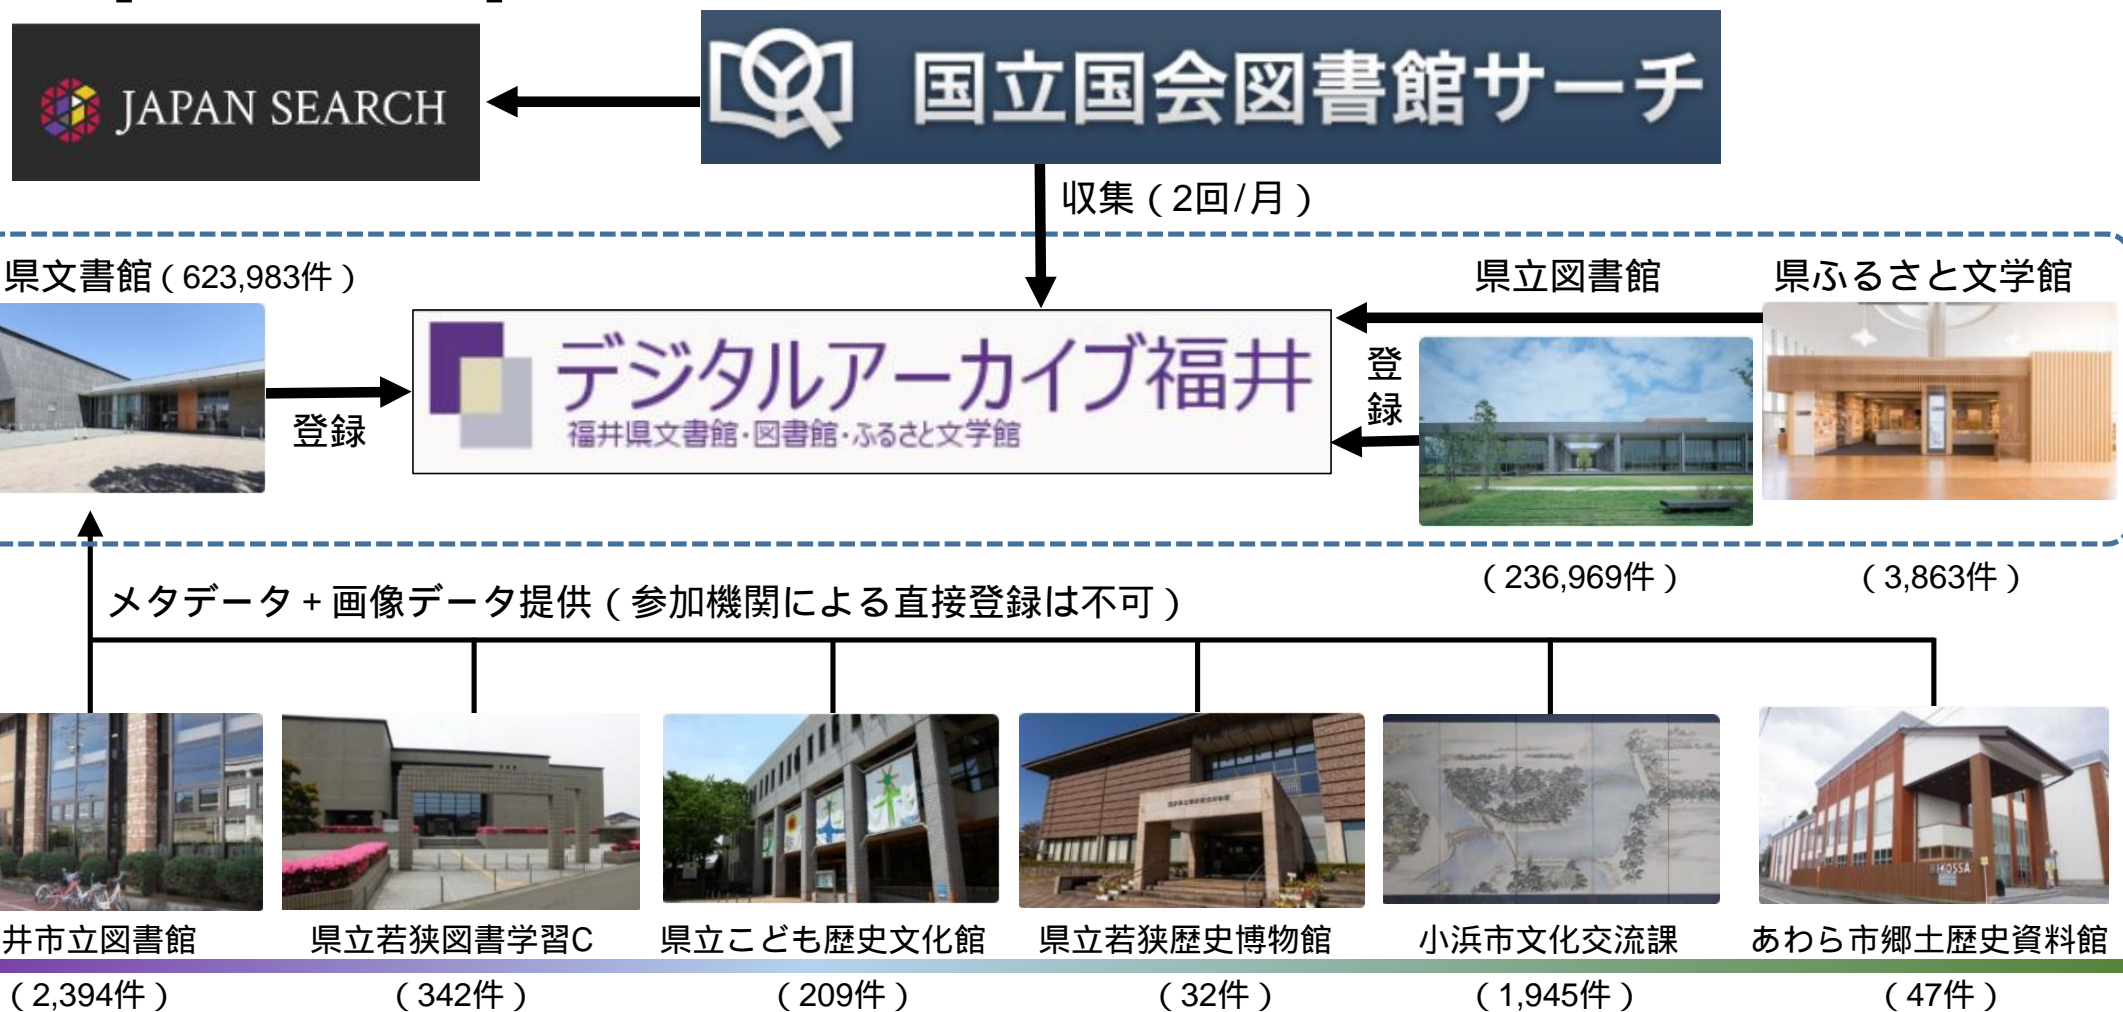 JAPAN SEARCH
国立国会図書館サーチ
収集（2回/月）
県文書館（623,983件）
県立図書館
県ふるさと文学館
デジタルアーカイブ福井
福井県文書館・図書館・ふるさと文学館
登録
登録
（236,969件）
（3,863件）
メタデータ+画像データ提供（参加機関による直接登録は不可）
MOSSA
井市立図書館
県立若狭図書学習C
県立こども歴史文化館
県立若狭歴史博物館
小浜市文化交流課
あわら市郷土歴史資料館
（2,394件）
（342件）
（209件）
（32件）
（1,945件）
（47件）